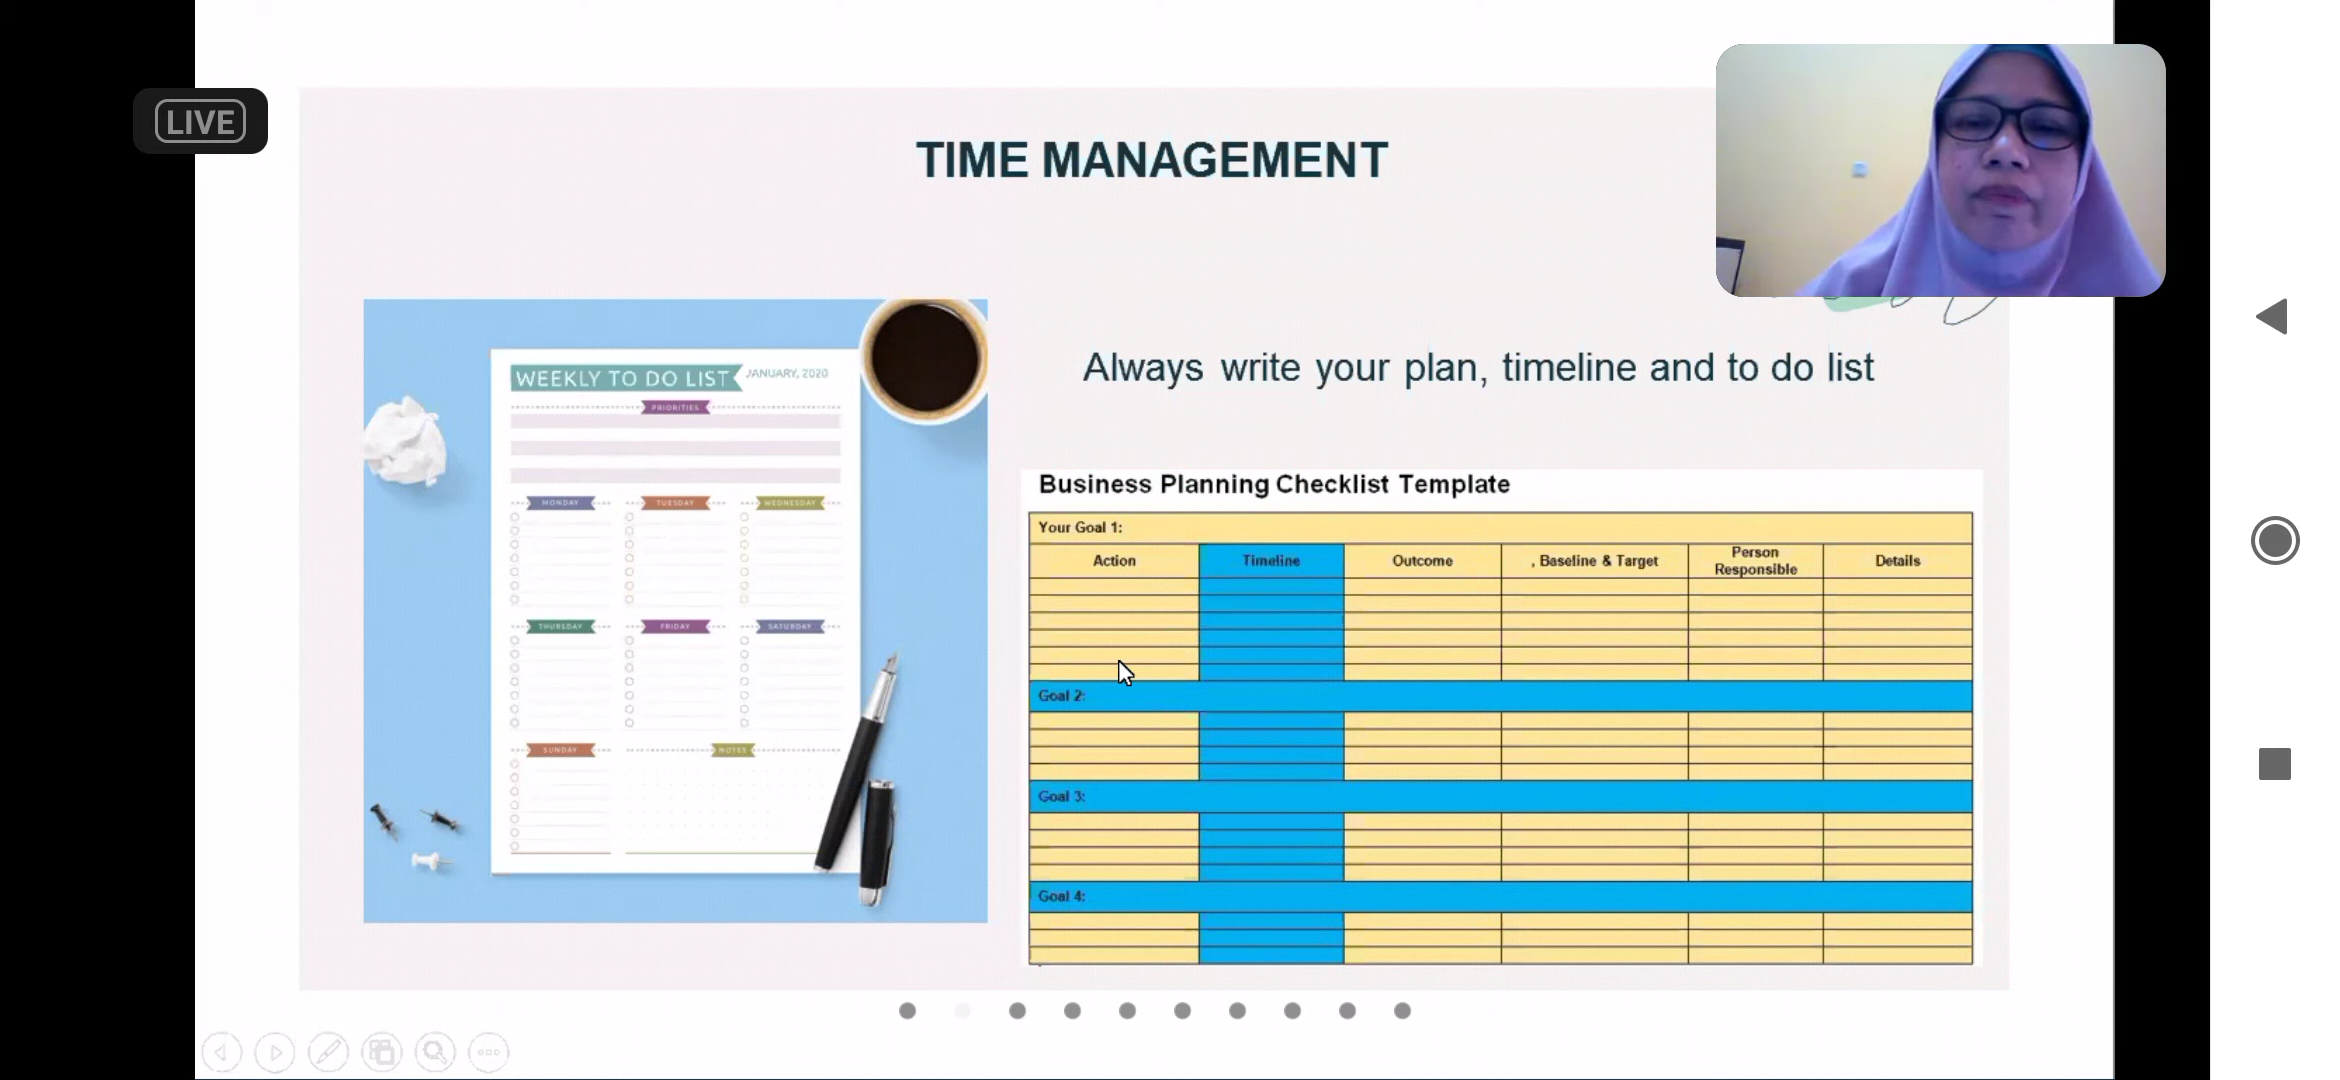 LIVE
TIME MANAGEMENT
WEEKLY TO DO LIST
JANUARY, 2020
PRIORITIES
MONDAY
TUESDAY
WEDNESDAY
THURSDAY
FRIDAY
SATURDAY
SUNDAY
NOTES
Always write your plan, timeline and to do list
Business Planning Checklist Template
Your Goal 1:
Action
Timeline
Outcome
, Baseline & Target
Person
Responsible
Details
Goal 2:
Goal 3:
Goal 4: